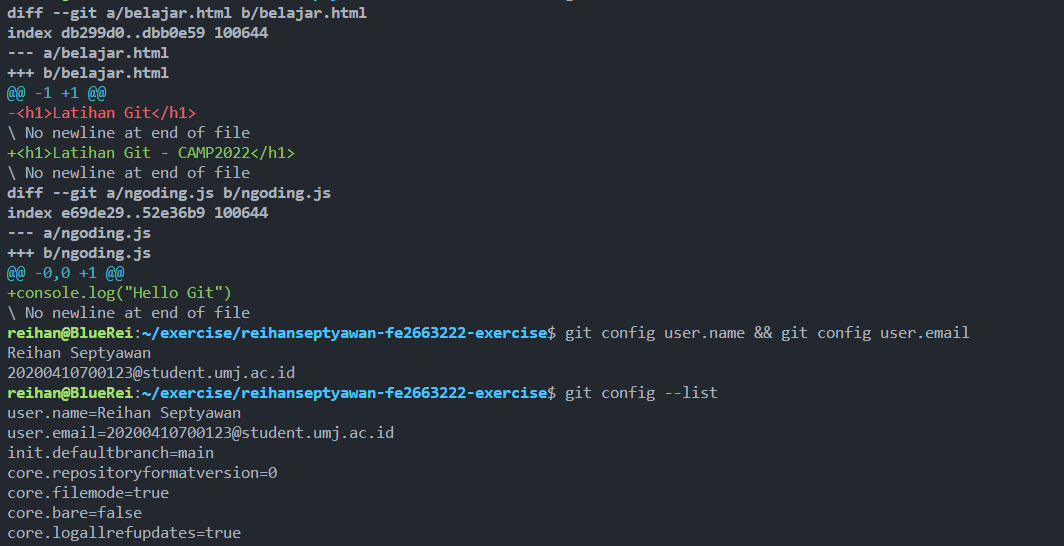 diff --git a/belajar.html b/belajar.html
index db299d0..dbb0e59 100644
--- a/belajar.html
+++ b/belajar.html
@@ -1 +1 @@
-<h1>Latihan Git</h1>
\ No newline at end of file
+<h1>Latihan Git - CAMP2022</h1>
\ No newline at end of file
diff --git a/ngoding.js b/ngoding.js
index e69de29..52e36b9 100644
--- a/ngoding.js
+++ b/ngoding.js
@@ -0,0 +1 @@
+console.log("Hello Git")
\ No newline at end of file
reihan@BlueRei:~/exercise/reihanseptyawan-fe2663222-exercise$ git config user.name && git config user.email
Reihan Septyawan
20200410700123@student.umj.ac.id
reihan@BlueRei:~/exercise/reihanseptyawan-fe2663222-exercise$ git config --list
user.name=Reihan Septyawan
user.email=20200410700123@student.umj.ac.id
init.defaultbranch=main
core.repositoryformatversion=0
core.filemode=true
core.bare=false
core.logallrefupdates=true